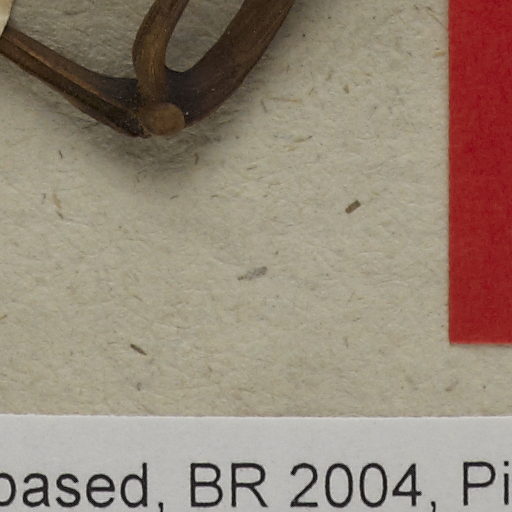 based, BR 2004, Pi